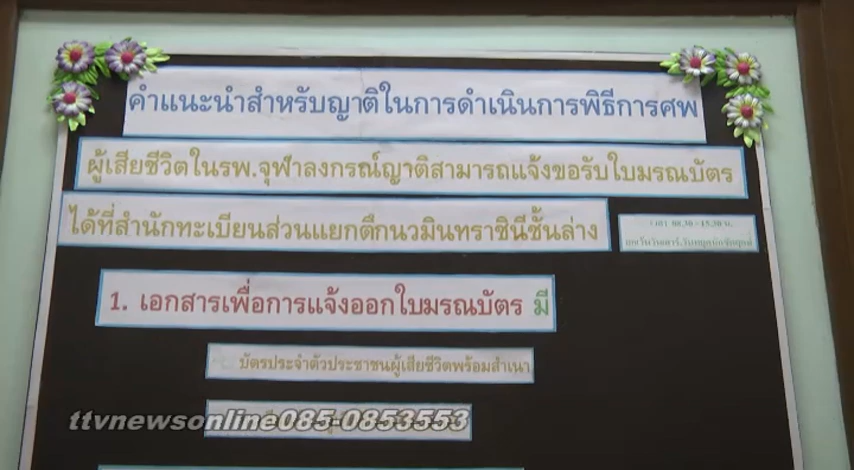 คำแนะนำสำหรับญาติในการดำเนินการพิธีการศพ
ผู้เสียชีวิตในรพ.จุฬาลงกรณ์ญาติสามารถแจ้งขอรับใบมรณบัตร
ได้ที่สำนักทะเบียนส่วนแยกตึกนวมินทราชินีชั้นล่าง
เวลา 08.30 - 15.30 น.
1. เอกสารเพื่อการแจ้งออกใบมรณบัตร มี
บัตรประจำตัวประชาชนผู้เสียชีวิตพร้อมสำเนา
ttvnewsonline085-0853553